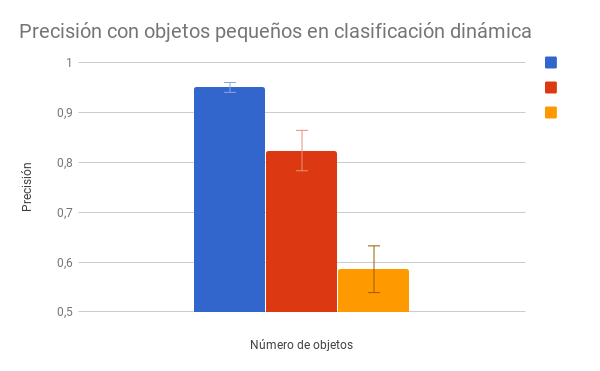 Precisión con objetos pequeños en clasificación dinámica
1
0,9
0,8
0,7
0,6
0,5
Precisión
Número de objetos